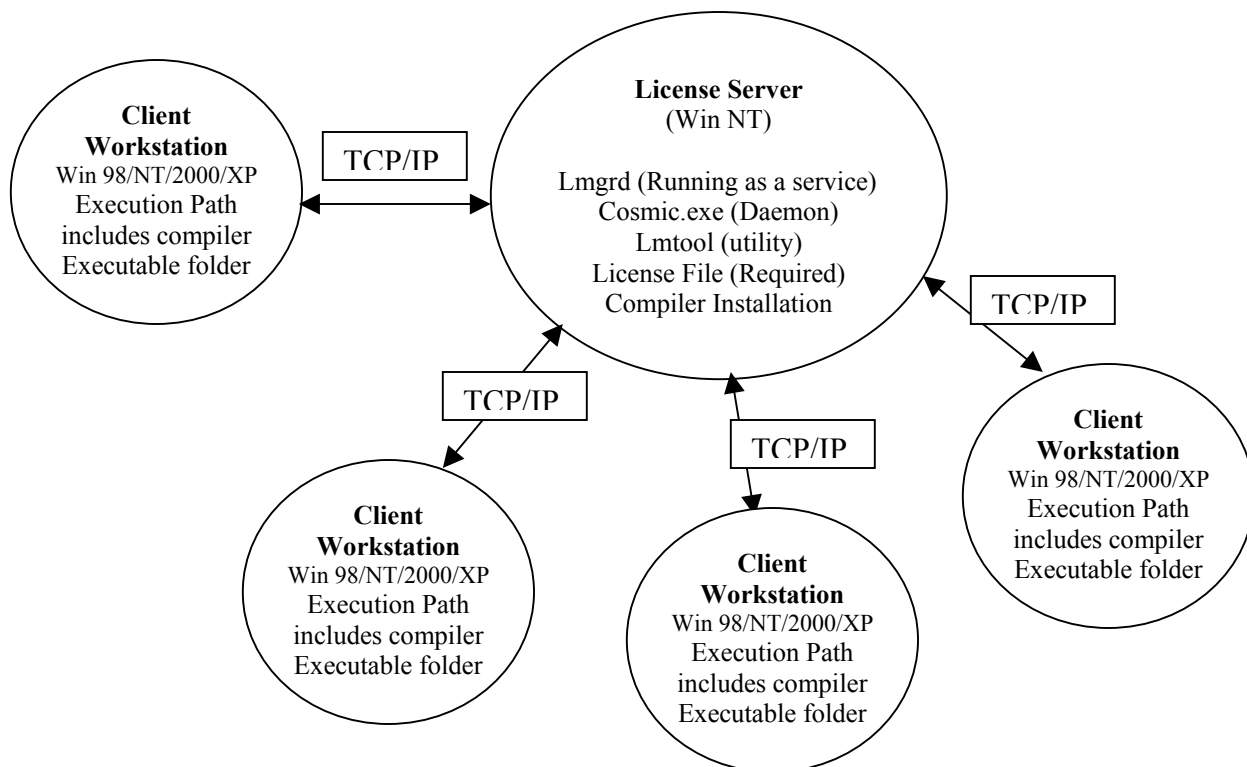 Client
Workstation
Win 98/NT/2000/XP
Execution Path
includes compiler
Executable folder
TCP/IP
License Server
(Win NT)
Lmgrd (Running as a service)
Cosmic.exe (Daemon)
Lmtool (utility)
License File (Required)
Compiler Installation
TCP/IP
TCP/IP
TCP/IP
Client
Workstation
Win 98/NT/2000/XP
Execution Path
includes compiler
Executable folder
Client
Workstation
Win 98/NT/2000/XP
Execution Path
includes compiler
Executable folder
Client
Workstation
Win 98/NT/2000/XP
Execution Path
includes compiler
Executable folder